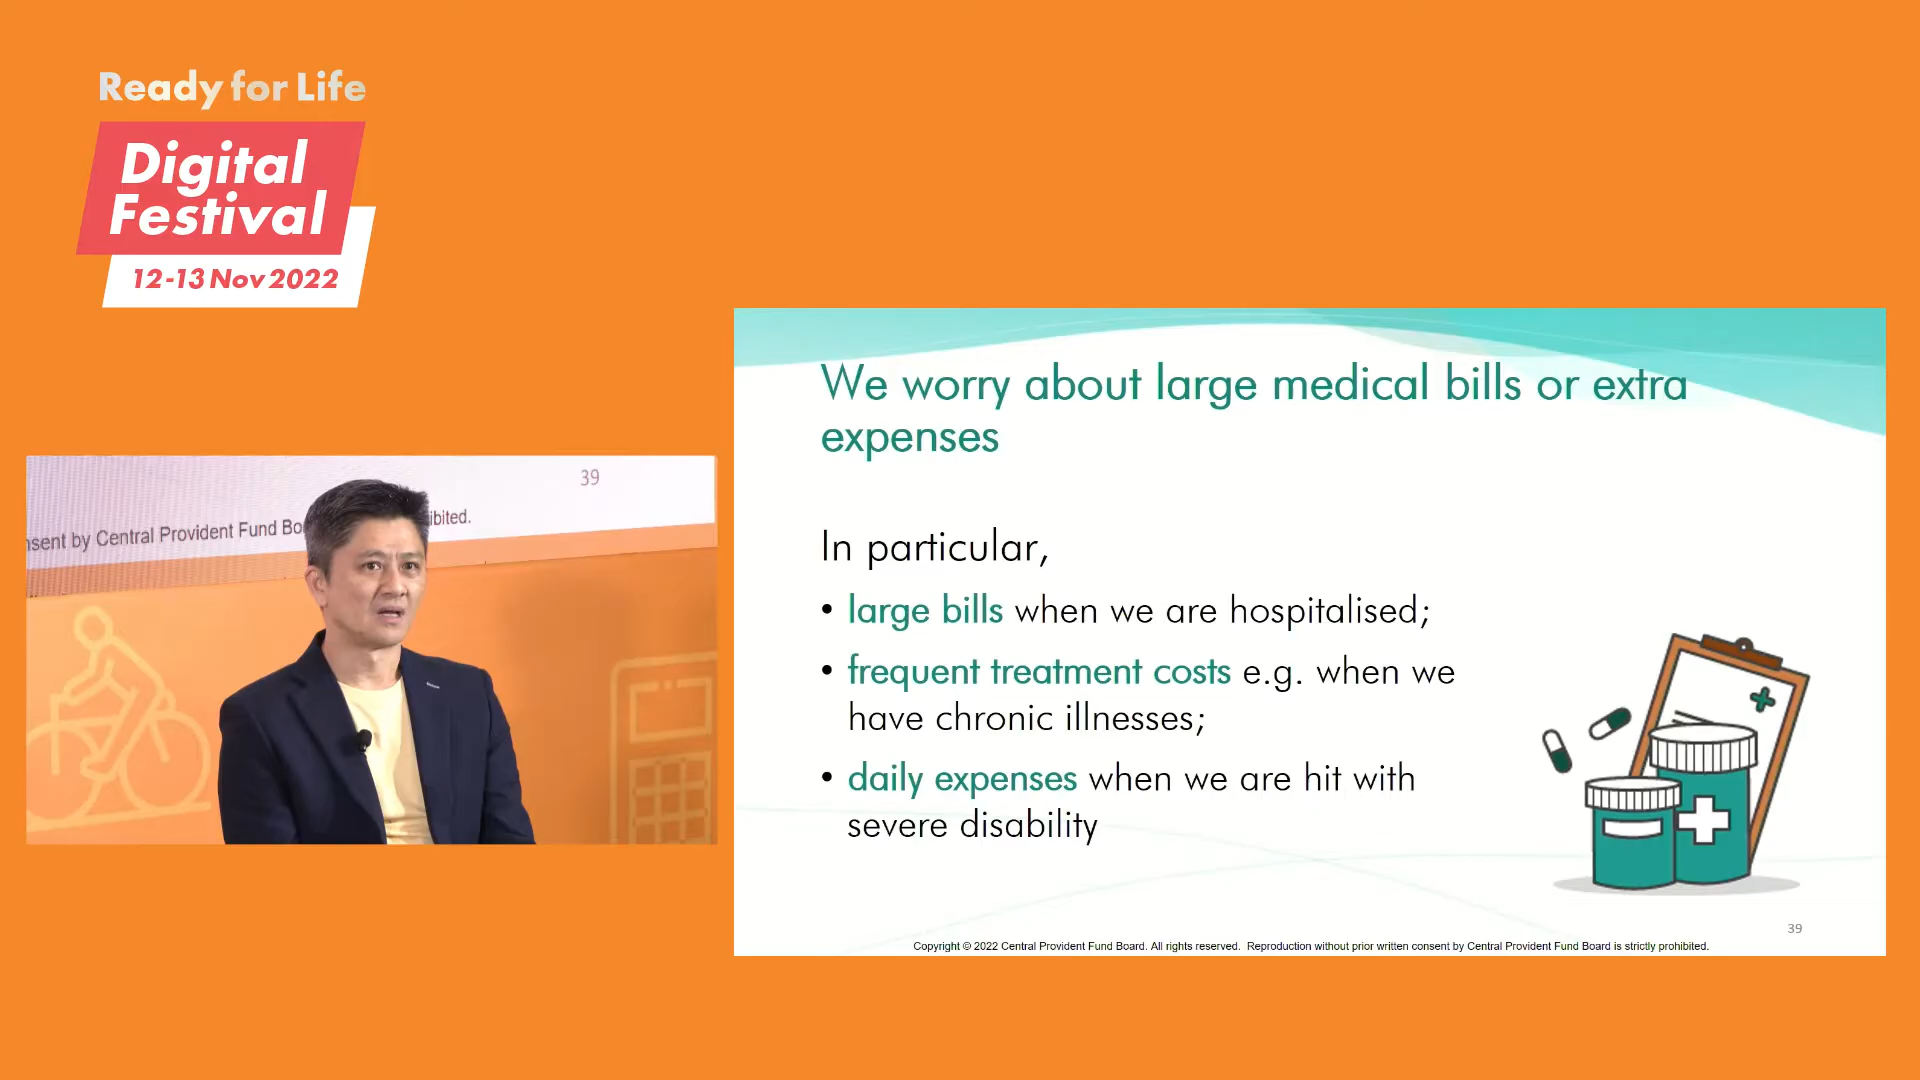 Ready for Life
Digital
Festival
12-13 Nov 2022
39
nsent by Central Provident Fund Bo ibited.
We worry about large medical bills or extra
expenses
In particular,
• large bills when we are hospitalised;
• frequent treatment costs e.g. when we
have chronic illnesses;
• daily expenses when we are hit with
severe disability
39
Copyright © 2022 Central Provident Fund Board. All rights reserved. Reproduction without prior written consent by Central Provident Fund Board is strictly prohibited.